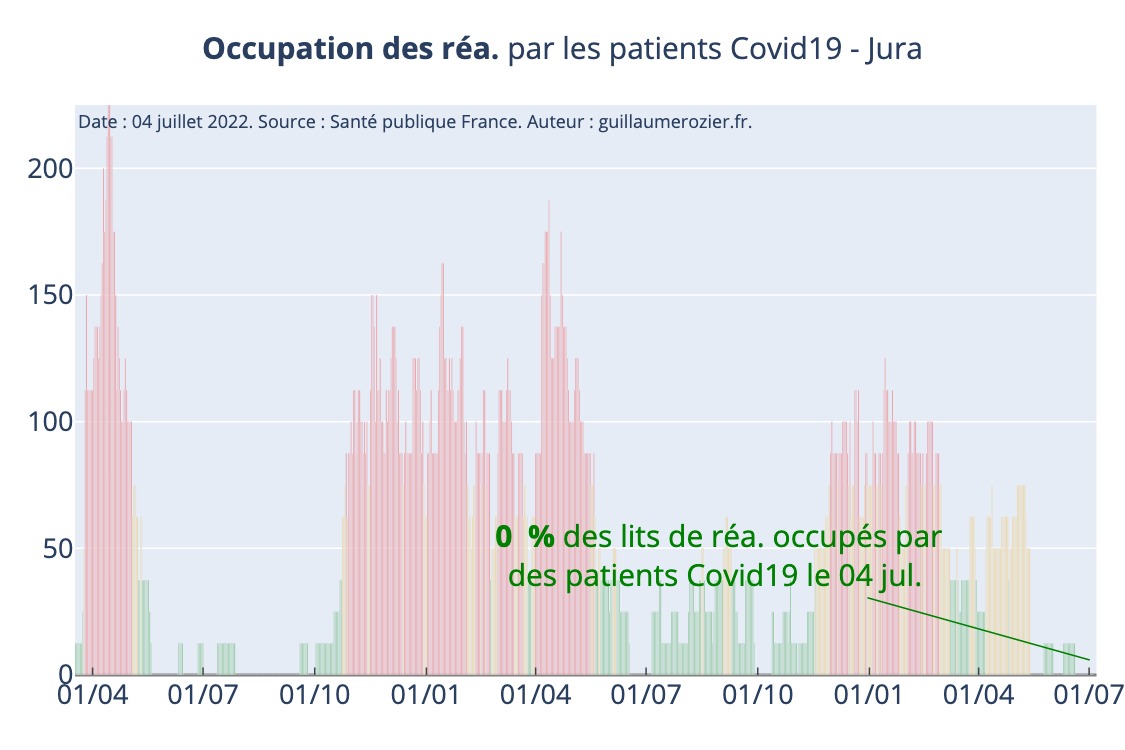 Occupation des réa. par les patients Covid19 - Jura
Date : 04 juillet 2022. Source : Santé publique France. Auteur : guillaumerozier.fr.
200
150
100
50
0
0 % des lits de réa. occupés par
des patients Covid19 le 04 jul.
01/04 01/07 01/10 01/01 01/04 01/07 01/10 01/01 01/04 01/07